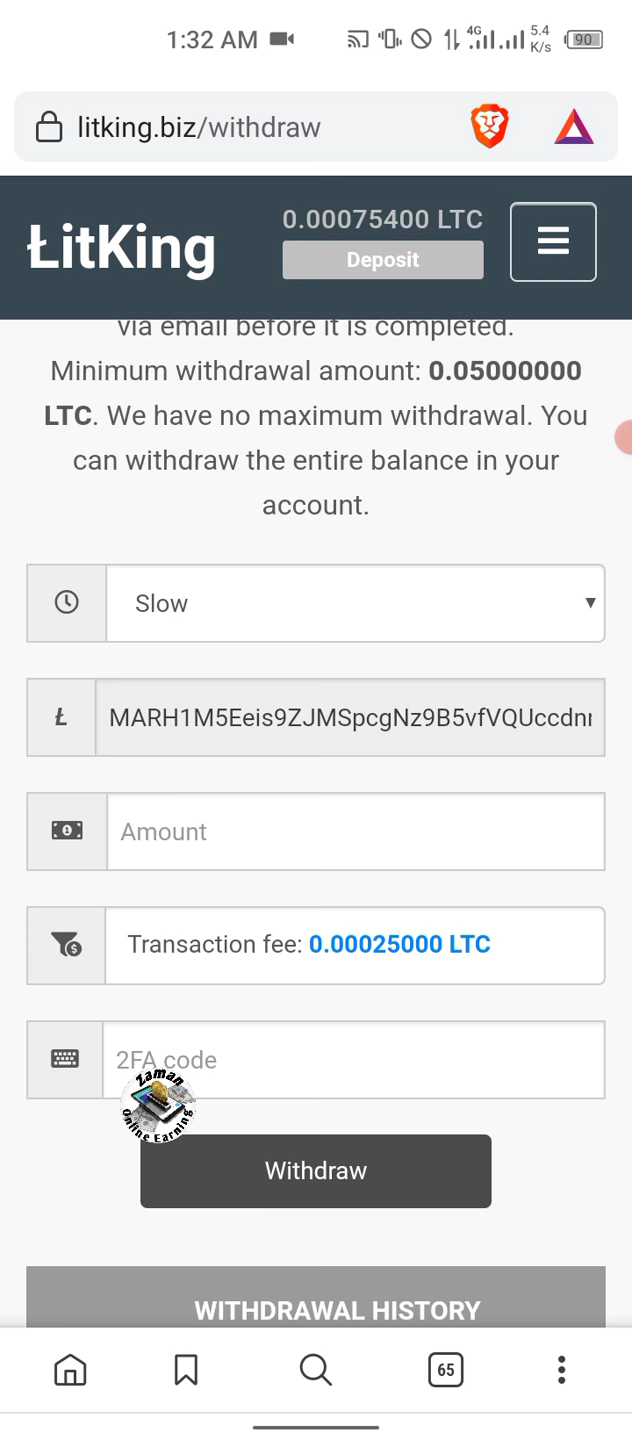 1:32 AM
4G
5.4
K/s
90
litking.biz/withdraw
ŁitKing
0.00075400 LTC
Deposit
via email before it is completed.
Minimum withdrawal amount: 0.05000000
LTC. We have no maximum withdrawal. You
can withdraw the entire balance in your
account.
Slow
Ł
MARH1M5Eeis9ZJMSpcgNz9B5vfVQUccdn
Amount
Transaction fee: 0.00025000 LTC
2FA code
Zaman
Online Earning
Withdraw
WITHDRAWAL HISTORY
65